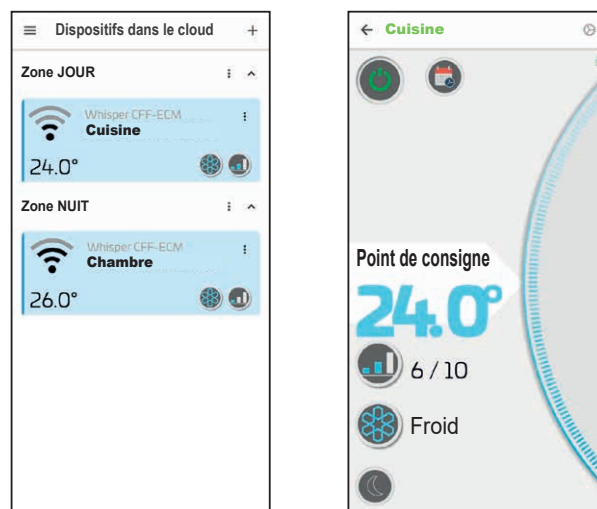 Dispositifs dans le cloud
Zone JOUR
Whisper CFF-ECM
Cuisine
24.0°
Zone NUIT
Whisper CFF-ECM
Chambre
26.0°
Cuisine
Point de consigne
24.0°
6 / 10
Froid